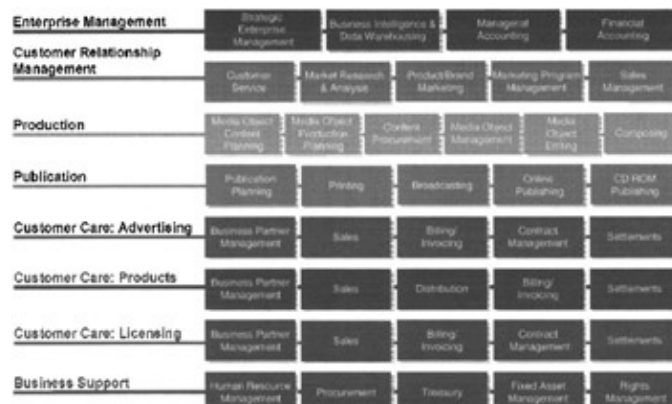 Enterprise Management
Strategic
Enterprise
Management
Business Intelligence &
Data Warehousing
Managerial
Accounting
Financial
Accounting
Customer Relationship
Management
Customer
Service
Market Research
& Analysis
Product/Brand
Marketing
Marketing Program
Management
Sales
Management
Production
Media Object
Content
Planning
Media Object
Production
Planning
Content
Procurement
Media Object
Management
Media
Object
Editing
Composing
Publication
Publication
Planning
Printing
Broadcasting
Online
Publishing
CD ROM
Publishing
Customer Care: Advertising
Business Partner
Management
Sales
Billing/
Invoicing
Contract
Management
Settlements
Customer Care: Products
Business Partner
Management
Sales
Distribution
Billing/
Invoicing
Settlements
Customer Care: Licensing
Business Partner
Management
Sales
Billing/
Invoicing
Contract
Management
Settlements
Business Support
Human Resource
Management
Procurement
Treasury
Fixed Asset
Management
Rights
Management